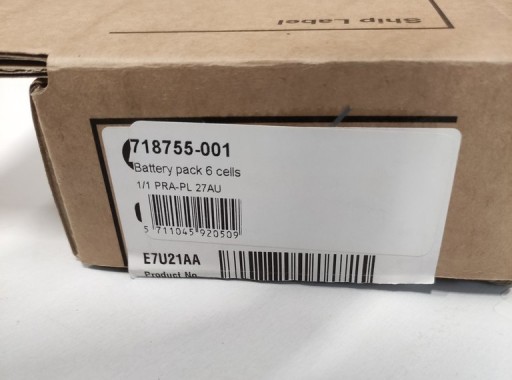 Ship Label
718755-001
Battery pack 6 cells
1/1 PRA-PL 27AU
5 711045 920509
E7U21AA
Product No